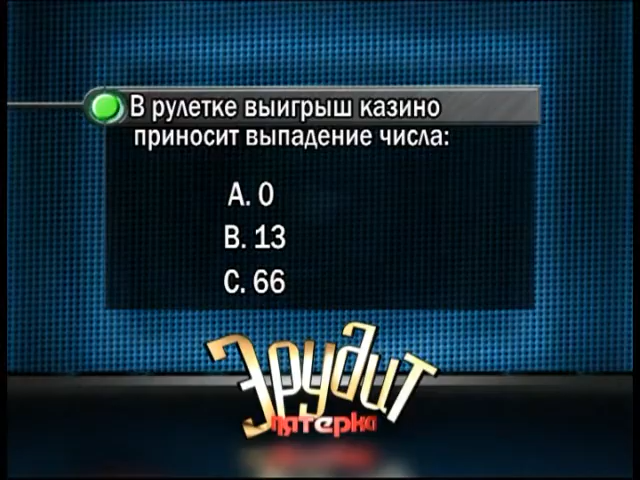 В рулетке выигрыш казино
приносит выпадение числа:
А. 0
В. 13
С. 66
Эрудит
пятерка